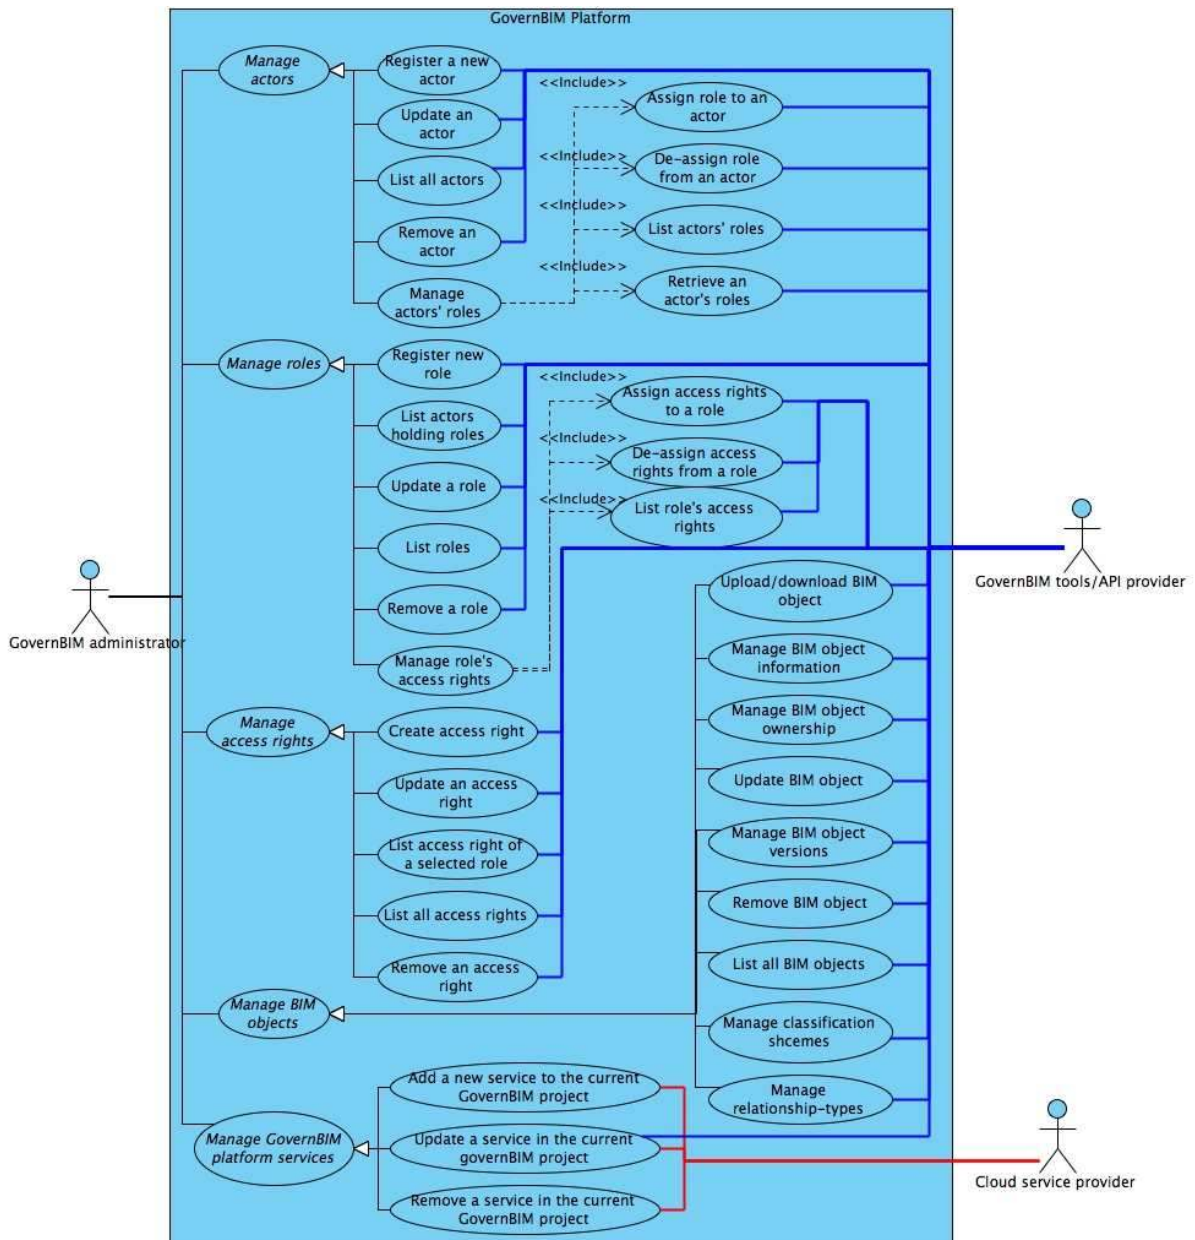 GovernBIM Platform
Manage
actors
Register a new
actor
<<Include>>
Assign role to an
actor
Update an
actor
<<Include>>
De-assign role
from an actor
List all actors
<<Include>>
List actors' roles
Remove an
actor
<<Include>>
Retrieve an
actor's roles
Manage
actors' roles
Manage roles
Register new
role
<<Include>>
Assign access rights
to a role
List actors
holding roles
<<Include>>
De-assign access
rights from a role
Update a role
<<Include>>
List role's access
rights
List roles
Remove a role
Manage role's
access rights
GovernBIM administrator
GovernBIM tools/API provider
Upload/download BIM
object
Manage BIM object
information
Manage BIM object
ownership
Update BIM object
Manage BIM object
versions
Remove BIM object
List all BIM objects
Manage classification
shcemes
Manage
relationship-types
Manage
access rights
Create access right
Update an access
right
List access right of
a selected role
List all access rights
Remove an access
right
Manage BIM
objects
Manage GovernBIM
platform services
Add a new service to the current
GovernBIM project
Update a service in the current
governBIM project
Remove a service in the current
GovernBIM project
Cloud service provider